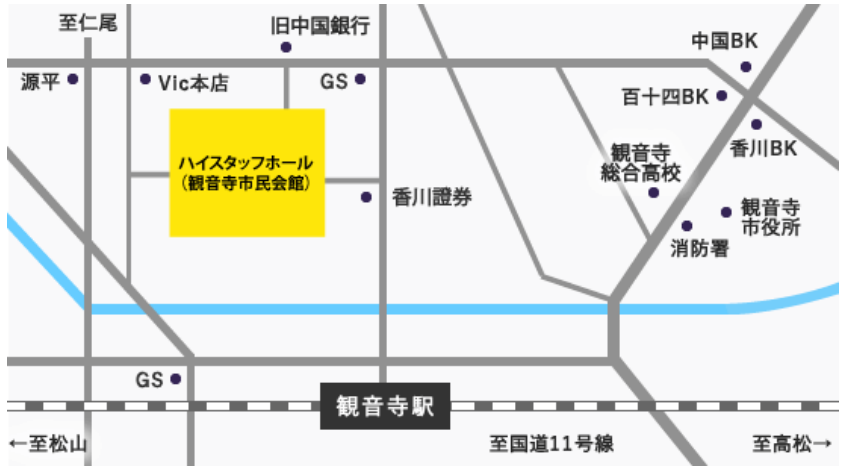 至仁尾
旧中国銀行
中国BK
源平
Vic本店
GS
百十四BK
ハイスタッフホール
（観音寺市民会館）
香川BK
観音寺
総合高校
香川證券
観音寺
市役所
消防署
GS
観音寺駅
←至松山
至国道11号線
至高松→